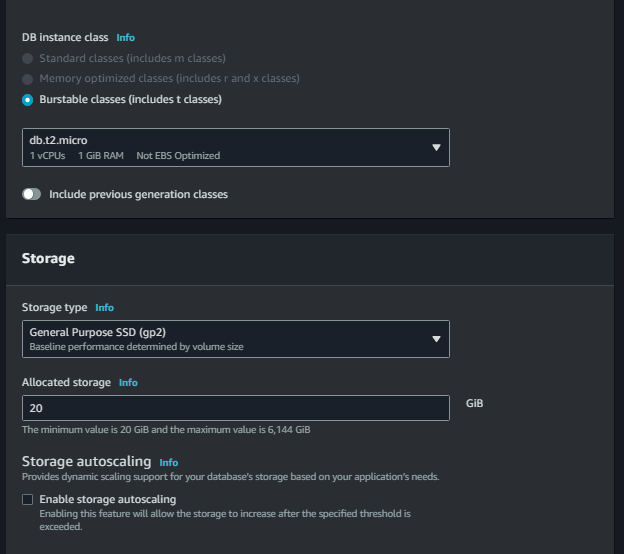 DB instance class Info
Standard classes (includes m classes)
Memory optimized classes (includes r and x classes)
Burstable classes (includes t classes)
db.t2.micro
1 vCPUs 1 GiB RAM Not EBS Optimized
Include previous generation classes
Storage
Storage type Info
General Purpose SSD (gp2)
Baseline performance determined by volume size
Allocated storage Info
20
GiB
The minimum value is 20 GiB and the maximum value is 6,144 GiB
Storage autoscaling Info
Provides dynamic scaling support for your database's storage based on your application's needs.
Enable storage autoscaling
Enabling this feature will allow the storage to increase after the specified threshold is
exceeded.